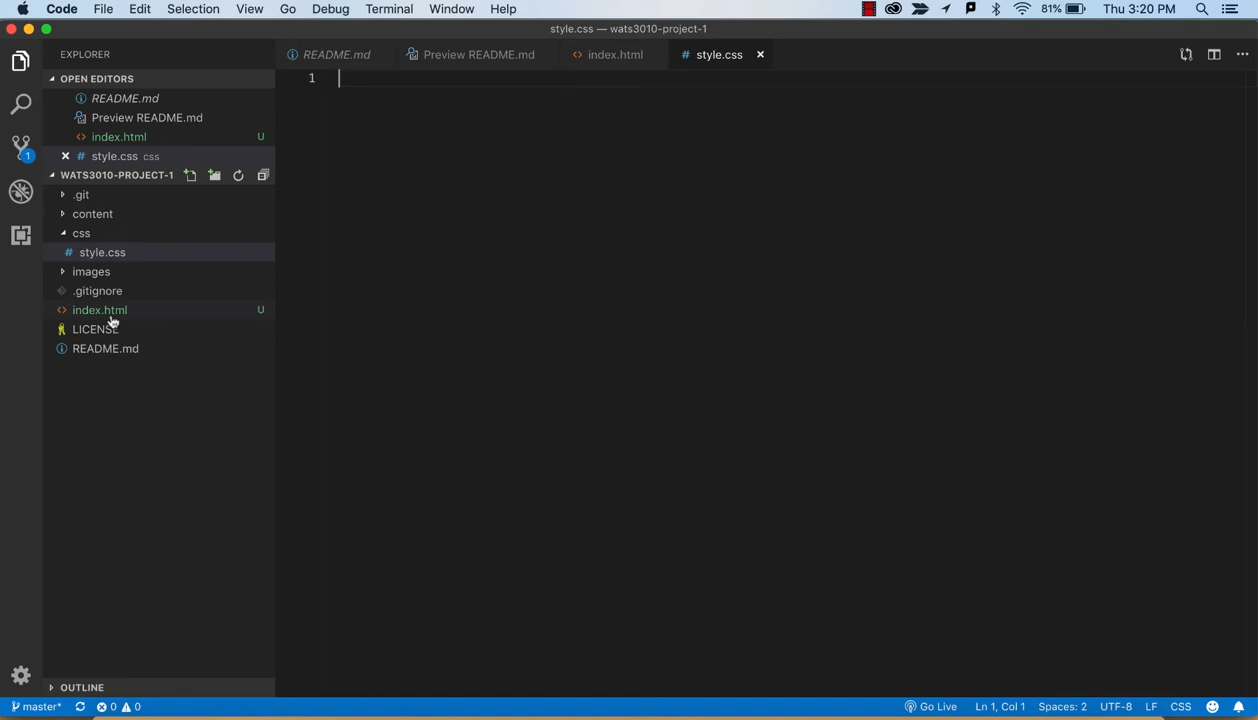 Code File Edit Selection View Go Debug Terminal Window Help 81% Thu 3:20 PM
style.css — wats3010-project-1
EXPLORER
README.md Preview README.md index.html style.css
OPEN EDITORS
1
README.md
Preview README.md
index.html U
style.css css
1
WATS3010-PROJECT-1
.git
content
css
style.css
images
.gitignore
index.html U
LICENSE
README.md
OUTLINE
master* 0 0 Go Live Ln 1, Col 1 Spaces: 2 UTF-8 LF CSS